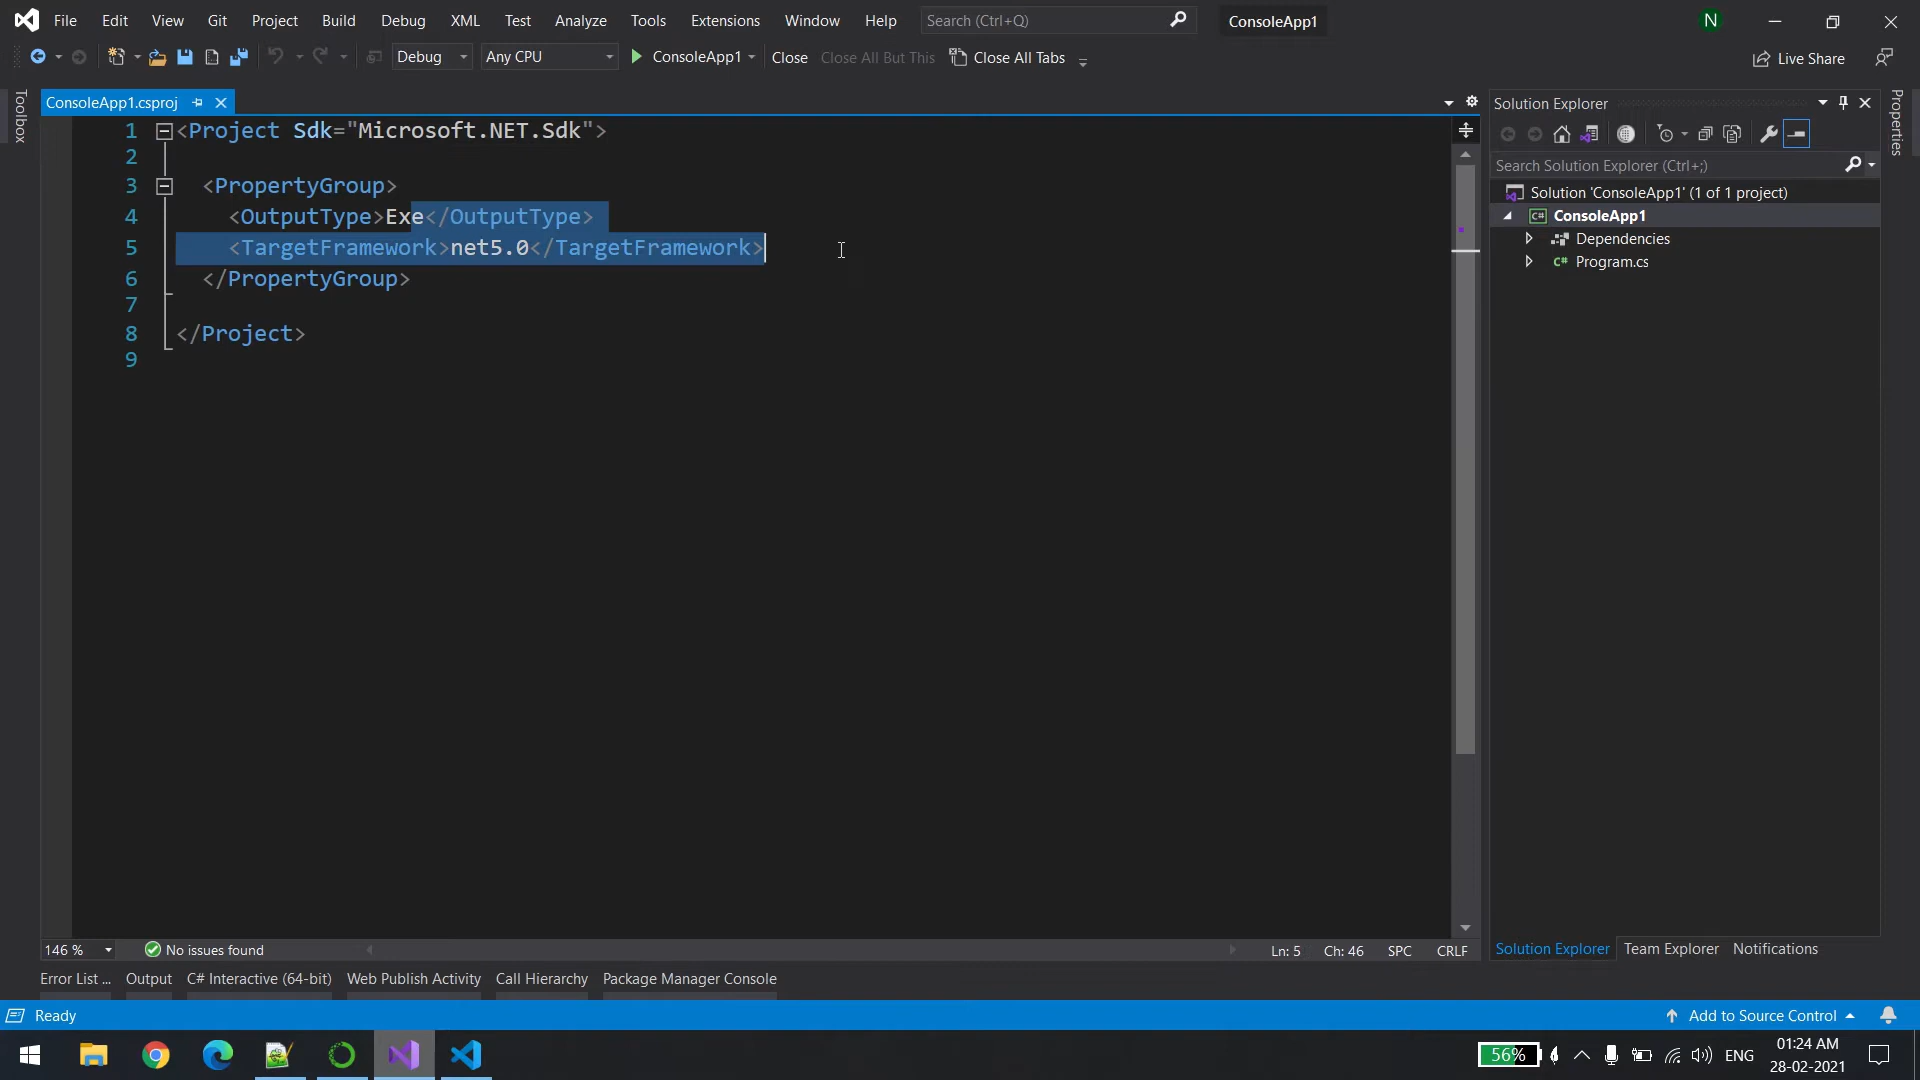 File Edit View Git Project Build Debug XML Test Analyze Tools Extensions Window Help Search (Ctrl+Q) ConsoleApp1 N
Debug Any CPU ConsoleApp1 Close Close All But This Close All Tabs Live Share
Toolbox
ConsoleApp1.csproj
1 <Project Sdk="Microsoft.NET.Sdk">
2
3 <PropertyGroup>
4 <OutputType>Exe</OutputType>
5 <TargetFramework>net5.0</TargetFramework>
6 </PropertyGroup>
7
8 </Project>
9
Solution Explorer
Search Solution Explorer (Ctrl+;)
Solution 'ConsoleApp1' (1 of 1 project)
C# ConsoleApp1
Dependencies
C# Program.cs
Properties
146 % No issues found Ln: 5 Ch: 46 SPC CRLF
Solution Explorer Team Explorer Notifications
Error List ... Output C# Interactive (64-bit) Web Publish Activity Call Hierarchy Package Manager Console
Ready Add to Source Control
56% ENG 01:24 AM
28-02-2021